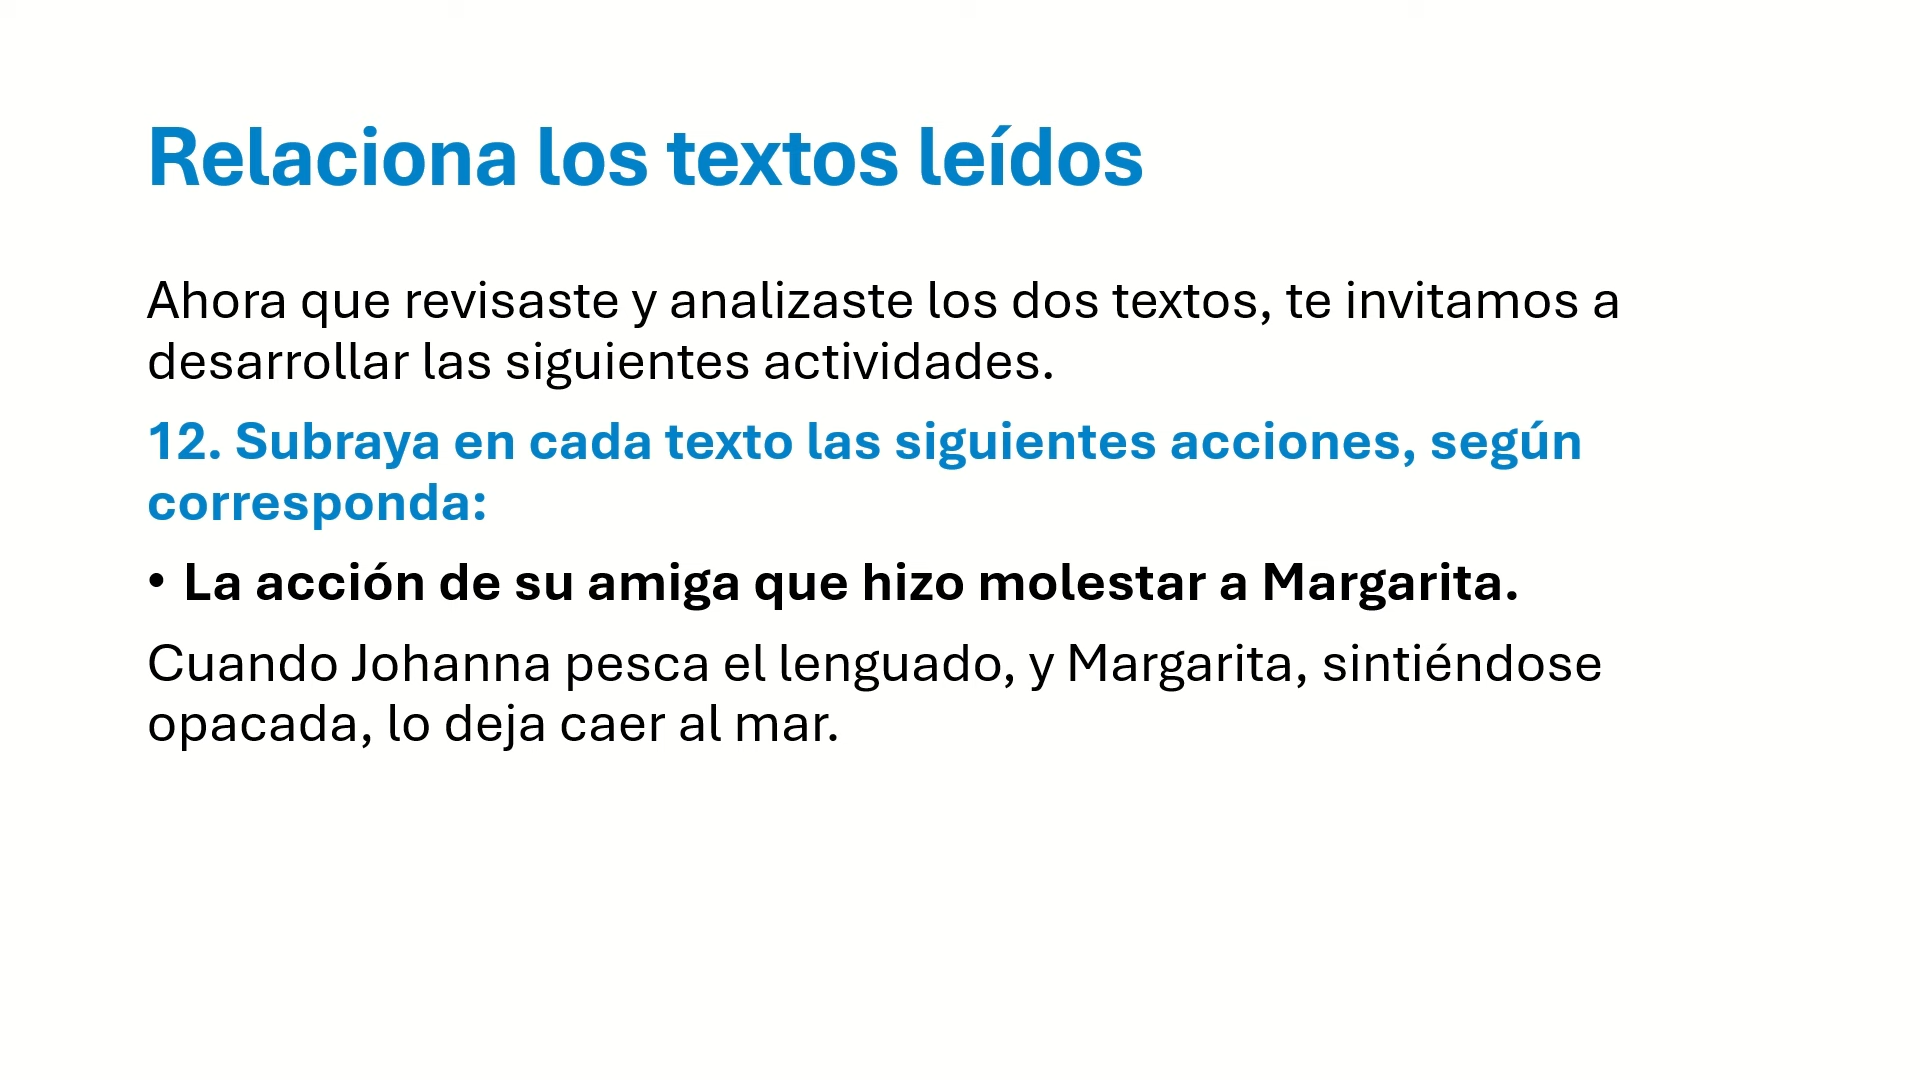 Relaciona los textos leídos
Ahora que revisaste y analizaste los dos textos, te invitamos a
desarrollar las siguientes actividades.
12. Subraya en cada texto las siguientes acciones, según
corresponda:
• La acción de su amiga que hizo molestar a Margarita.
Cuando Johanna pesca el lenguado, y Margarita, sintiéndose
opacada, lo deja caer al mar.